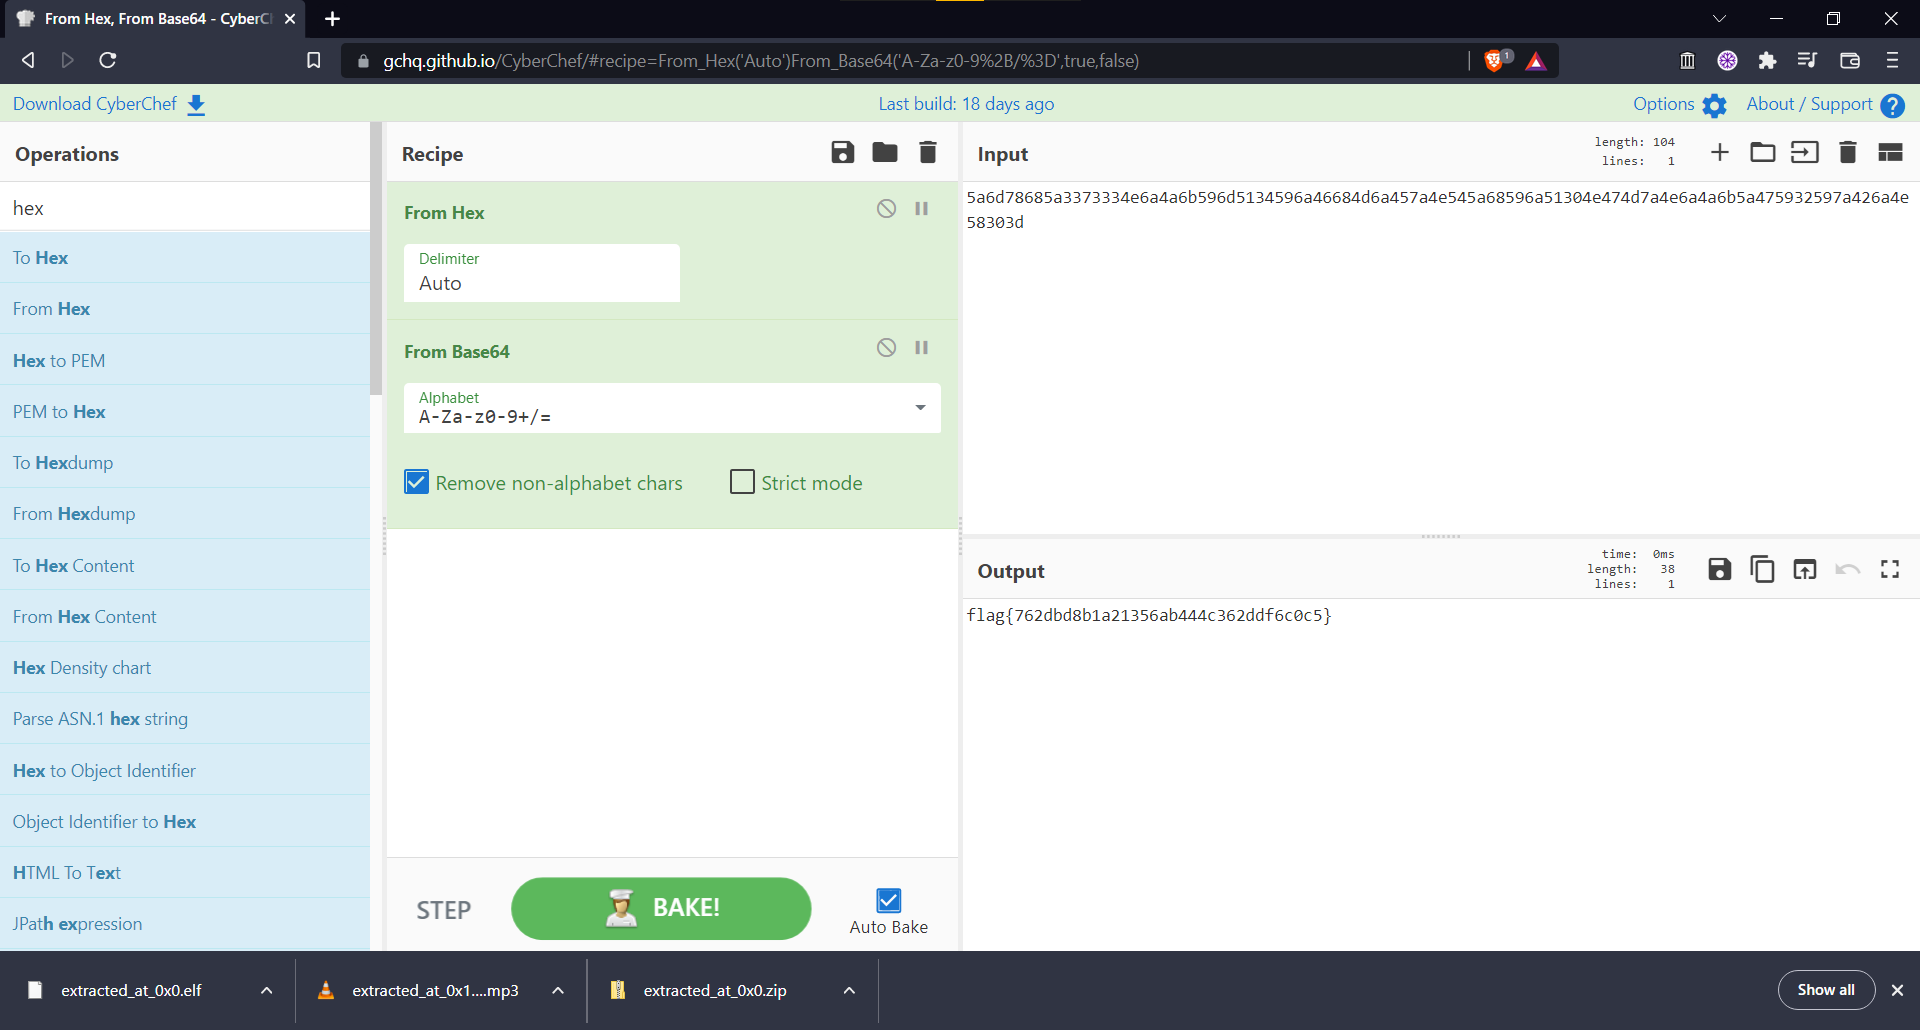 From Hex, From Base64 - CyberC
gchq.github.io/CyberChef/#recipe=From_Hex('Auto')From_Base64('A-Za-z0-9%2B/%3D',true,false)
1
Download CyberChef
Last build: 18 days ago
Options
About / Support
?
Operations
hex
To Hex
From Hex
Hex to PEM
PEM to Hex
To Hexdump
From Hexdump
To Hex Content
From Hex Content
Hex Density chart
Parse ASN.1 hex string
Hex to Object Identifier
Object Identifier to Hex
HTML To Text
JPath expression
Recipe
From Hex
Delimiter
Auto
From Base64
Alphabet
A-Za-z0-9+/=
Remove non-alphabet chars
Strict mode
STEP
BAKE!
Auto Bake
Input
length: 104
lines: 1
5a6d78685a3373334e6a4a6b596d5134596a46684d6a457a4e545a68596a51304e474d7a4e6a4a6b5a475932597a426a4e
58303d
Output
time: 0ms
length: 38
lines: 1
flag{762dbd8b1a21356ab444c362ddf6c0c5}
extracted_at_0x0.elf
extracted_at_0x1....mp3
extracted_at_0x0.zip
Show all